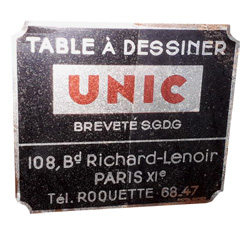 TABLE À DESSINER
UNIC
BREVETÉ S.G.D.G
108, Bd Richard-Lenoir
PARIS XIe
Tél. ROQUETTE 68-47